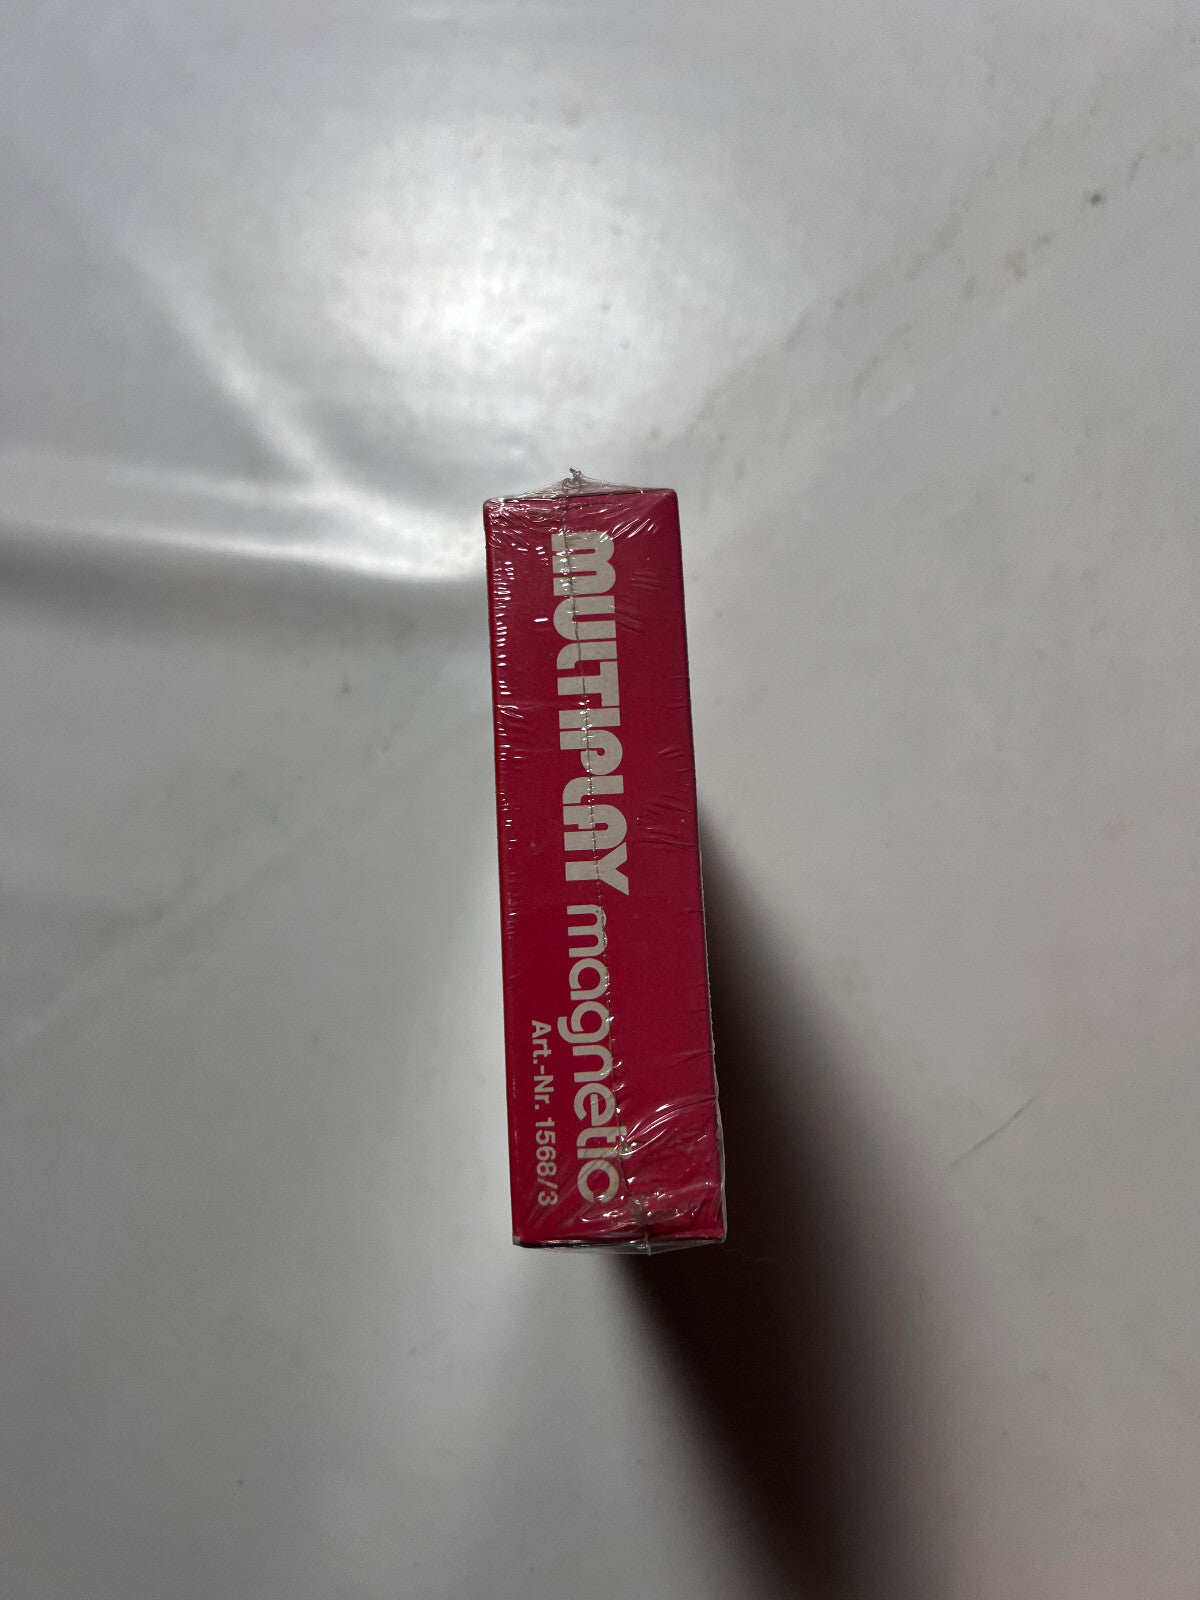 MULTIPLAY magnetic
Art.-Nr. 1568/3